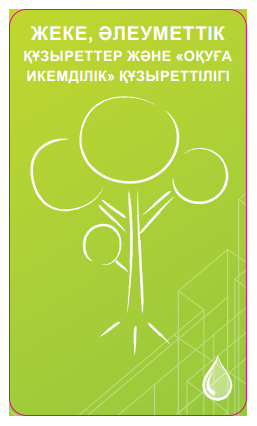 ЖЕКЕ, ӘЛЕУМЕТТІК
ҚҰЗЫРЕТТЕР ЖӘНЕ «ОҚУҒА
ИКЕМДІЛІК» ҚҰЗЫРЕТТІЛІГІ